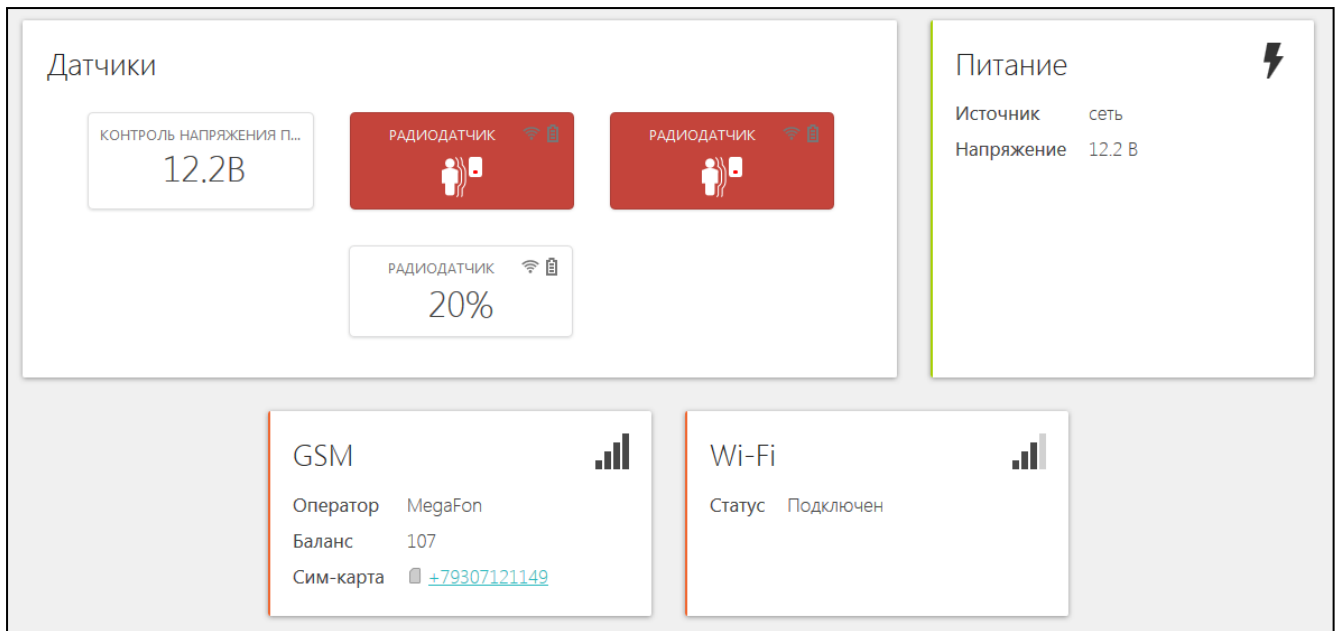 Датчики
КОНТРОЛЬ НАПРЯЖЕНИЯ П...
12.2В
РАДИОДАТЧИК
РАДИОДАТЧИК
РАДИОДАТЧИК
20%
Питание
Источник сеть
Напряжение 12.2 В
GSM
Оператор MegaFon
Баланс 107
Сим-карта +79307121149
Wi-Fi
Статус Подключен